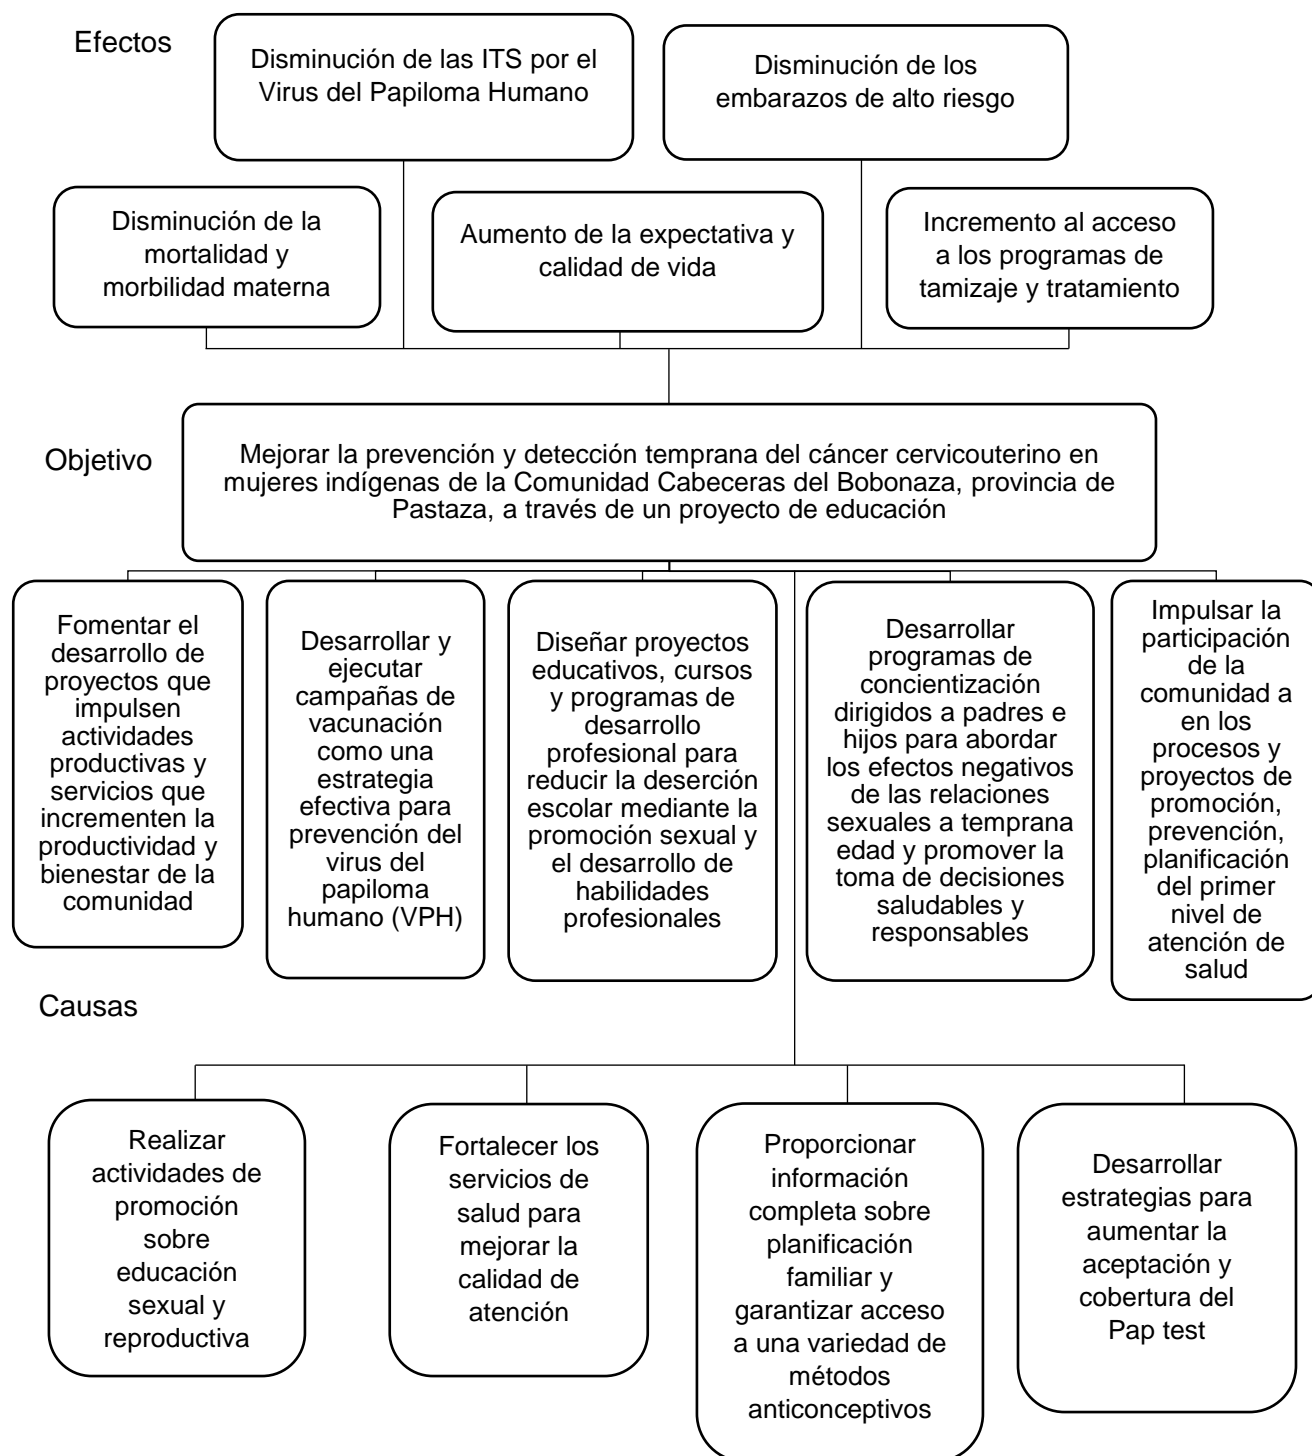 Efectos
Disminución de las ITS por el
Virus del Papiloma Humano
Disminución de los
embarazos de alto riesgo
Disminución de la
mortalidad y
morbilidad materna
Aumento de la expectativa y
calidad de vida
Incremento al acceso
a los programas de
tamizaje y tratamiento
Objetivo
Mejorar la prevención y detección temprana del cáncer cervicouterino en
mujeres indígenas de la Comunidad Cabeceras del Bobonaza, provincia de
Pastaza, a través de un proyecto de educación
Fomentar el
desarrollo de
proyectos que
impulsen
actividades
productivas y
servicios que
incrementen la
productividad y
bienestar de la
comunidad
Desarrollar y
ejecutar
campañas de
vacunación
como una
estrategia
efectiva para
prevención del
virus del
papiloma
humano (VPH)
Diseñar proyectos
educativos, cursos
y programas de
desarrollo
profesional para
reducir la deserción
escolar mediante la
promoción sexual y
el desarrollo de
habilidades
profesionales
Desarrollar
programas de
concientización
dirigidos a padres e
hijos para abordar
los efectos negativos
de las relaciones
sexuales a temprana
edad y promover la
toma de decisiones
saludables y
responsables
Impulsar la
participación
de la
comunidad a
en los
procesos y
proyectos de
promoción,
prevención,
planificación
del primer
nivel de
atención de
salud
Causas
Realizar
actividades de
promoción
sobre
educación
sexual y
reproductiva
Fortalecer los
servicios de
salud para
mejorar la
calidad de
atención
Proporcionar
información
completa sobre
planificación
familiar y
garantizar acceso
a una variedad de
métodos
anticonceptivos
Desarrollar
estrategias para
aumentar la
aceptación y
cobertura del
Pap test